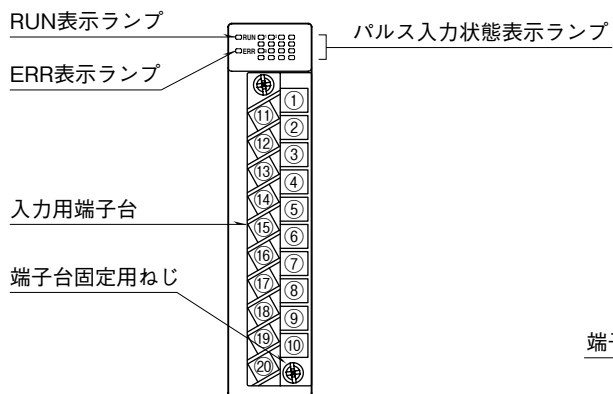 RUN表示ランプ
ERR表示ランプ
入力用端子台
端子台固定用ねじ
パルス入力状態表示ランプ
RUN
ERR
⑪
⑫
⑬
⑭
⑮
⑯
⑰
⑱
⑲
⑳
①
②
③
④
⑤
⑥
⑦
⑧
⑨
⑩
端子